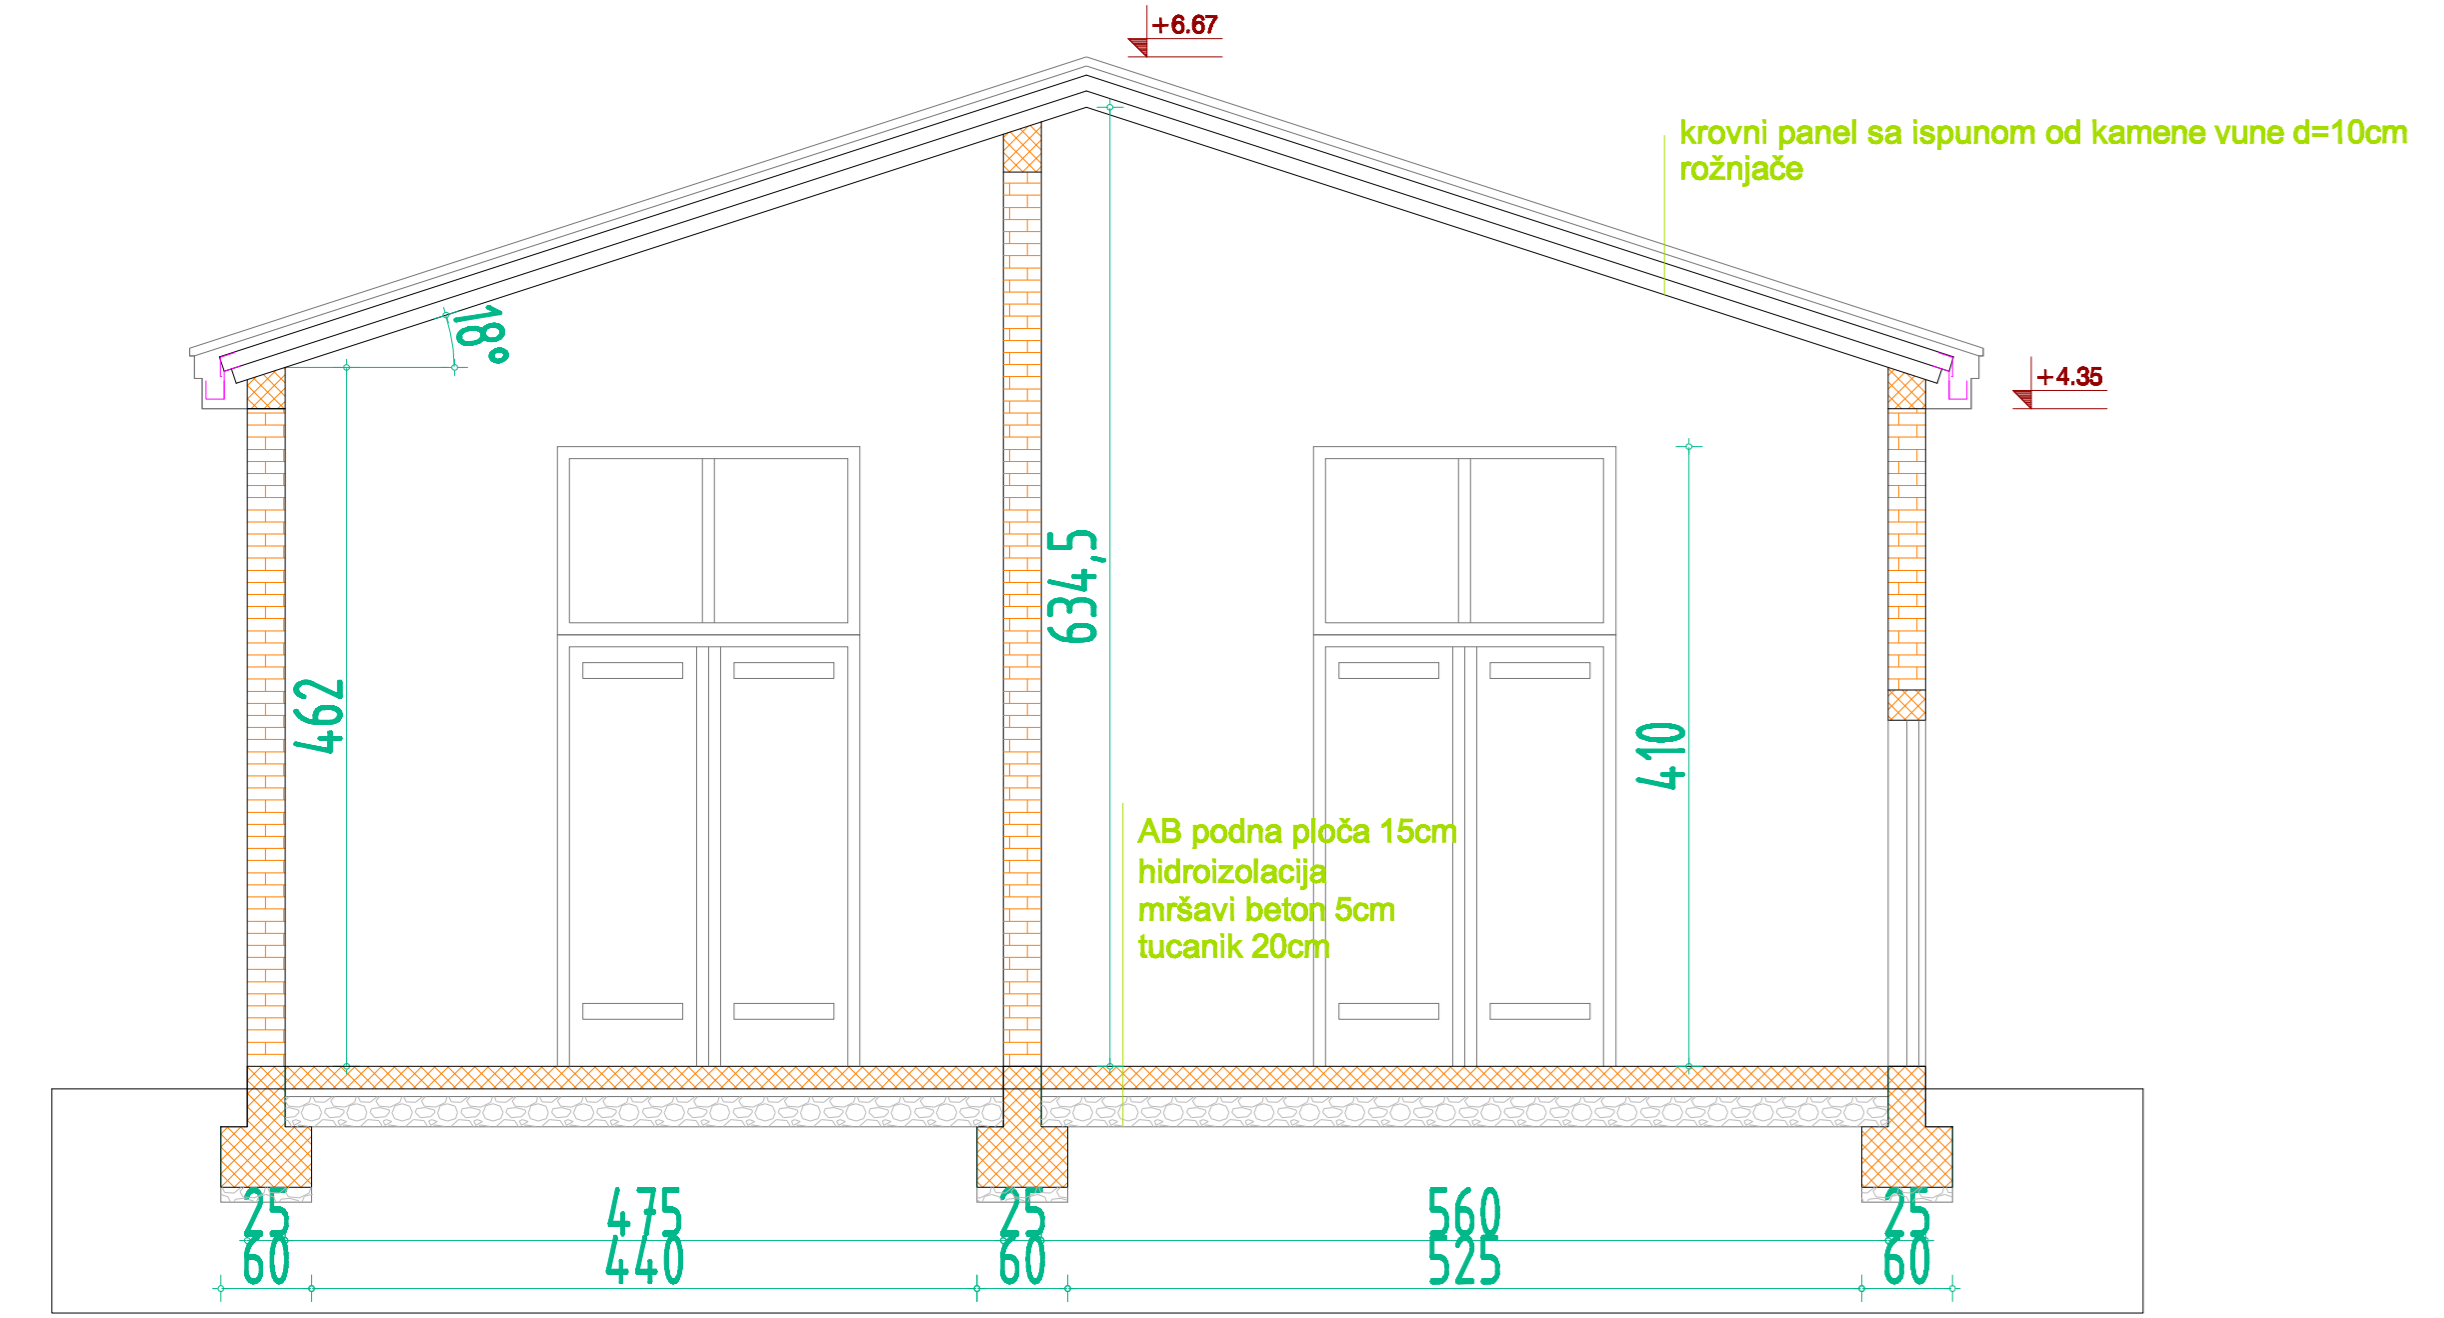 +6.67
krovni panel sa ispunom od kamene vune d=10cm
rožnjače
18°
+4.35
462
634,5
410
AB podna ploča 15cm
hidroizolacija
mršavi beton 5cm
tucanik 20cm
25 475 25 560 25
60 440 60 525 60